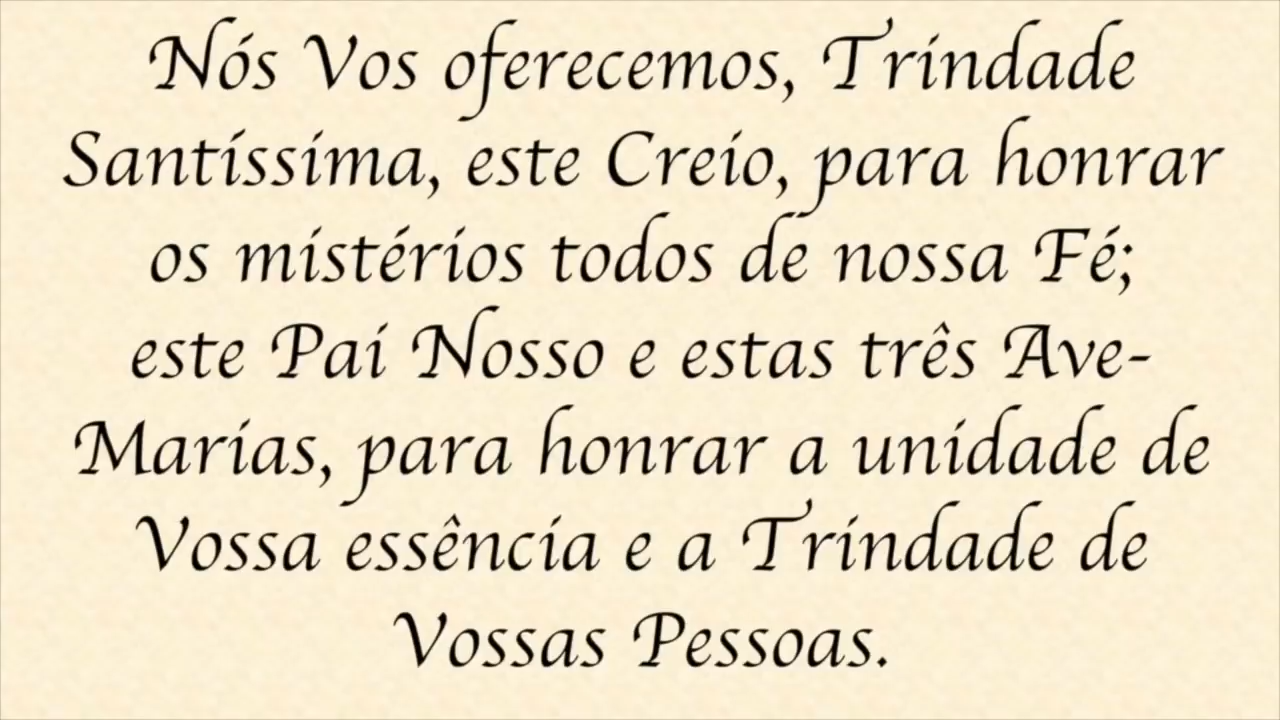 Nós Vos oferecemos, Trindade
Santíssima, este Creio, para honrar
os mistérios todos de nossa Fé;
este Pai Nosso e estas três Ave-
Marias, para honrar a unidade de
Vossa essência e a Trindade de
Vossas Pessoas.